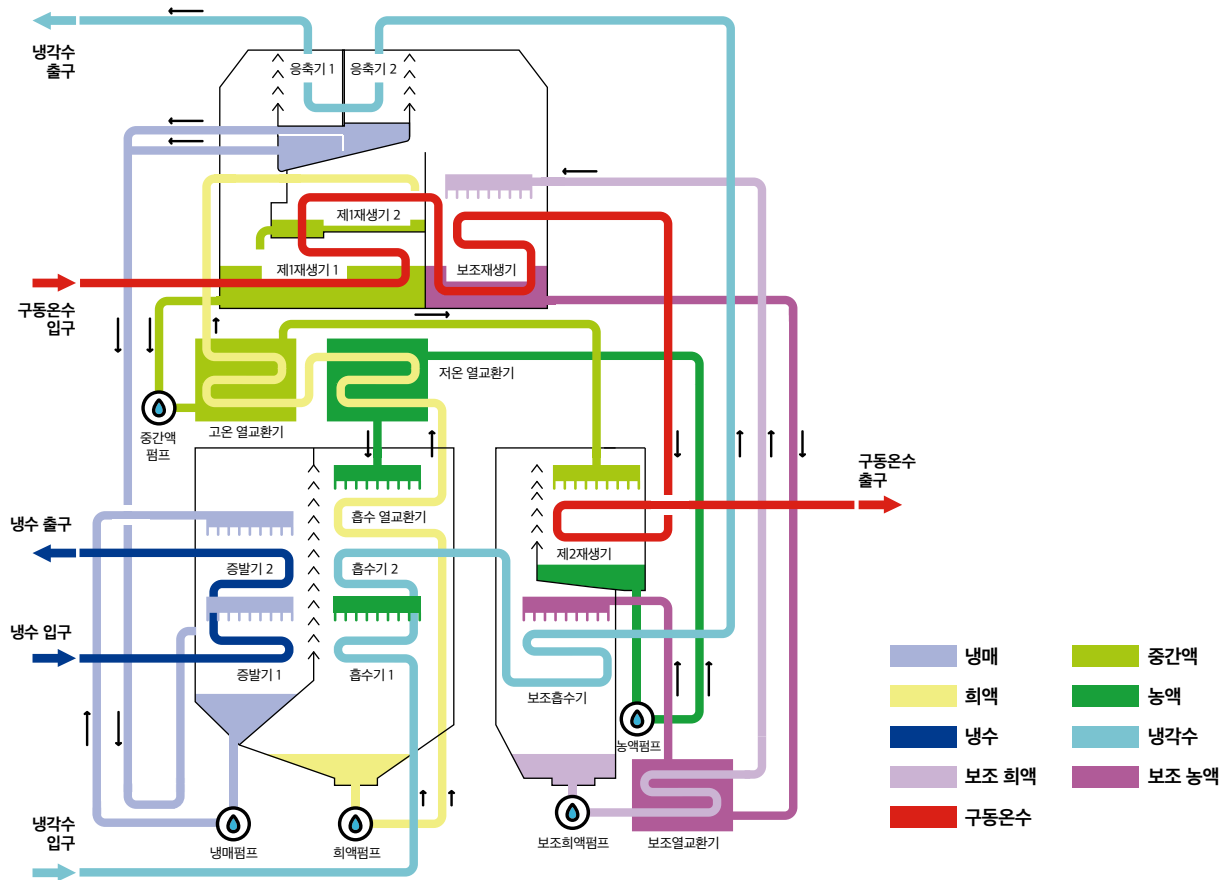 냉각수
출구
응축기 1
응축기 2
제1재생기 2
제1재생기 1
보조재생기
구동온수
입구
저온 열교환기
고온 열교환기
중간액
펌프
구동온수
출구
흡수 열교환기
냉수 출구
증발기 2
흡수기 2
제2재생기
냉수 입구
증발기 1
흡수기 1
보조흡수기
농액펌프
냉각수
입구
냉매펌프
희액펌프
보조희액펌프
보조열교환기
냉매
중간액
희액
농액
냉수
냉각수
보조 희액
보조 농액
구동온수